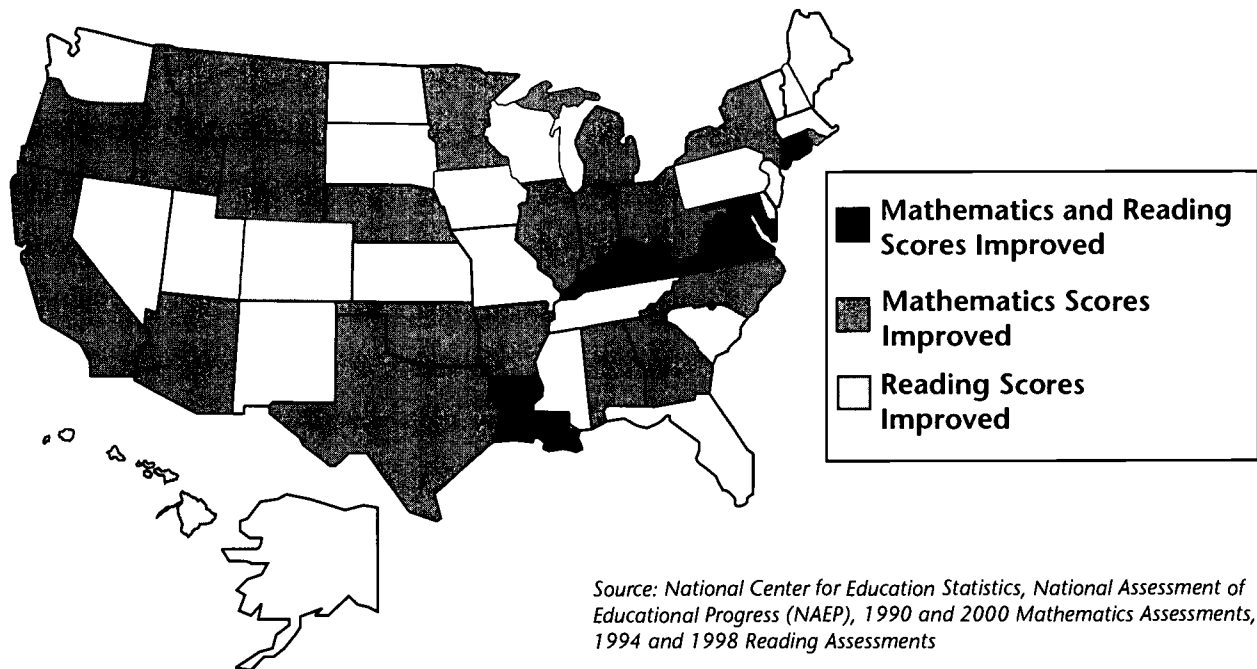 Mathematics and Reading
Scores Improved
Mathematics Scores
Improved
Reading Scores
Improved
Source: National Center for Education Statistics, National Assessment of
Educational Progress (NAEP), 1990 and 2000 Mathematics Assessments,
1994 and 1998 Reading Assessments